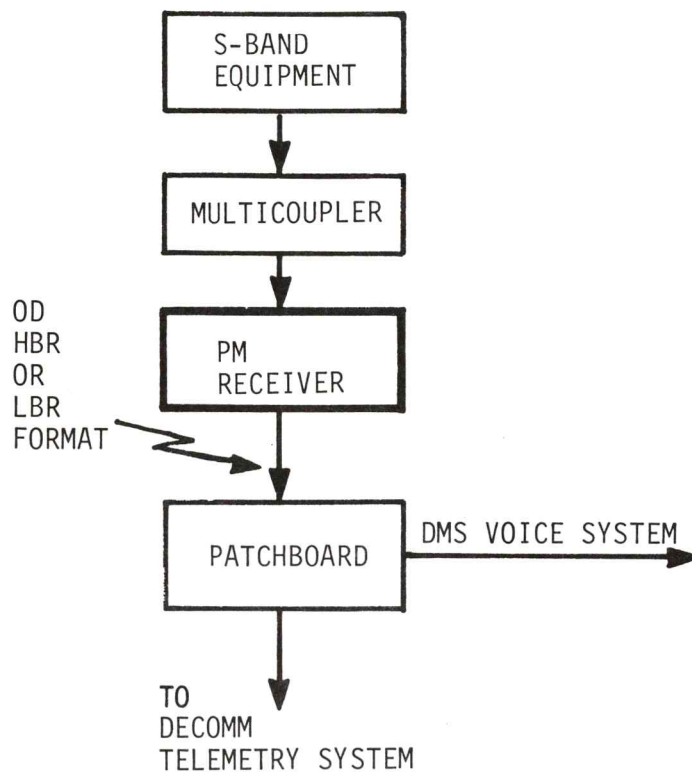 S-BAND
EQUIPMENT
MULTICOUPLER
OD
HBR
OR
LBR
FORMAT
PM
RECEIVER
PATCHBOARD
DMS VOICE SYSTEM
TO
DECOMM
TELEMETRY SYSTEM